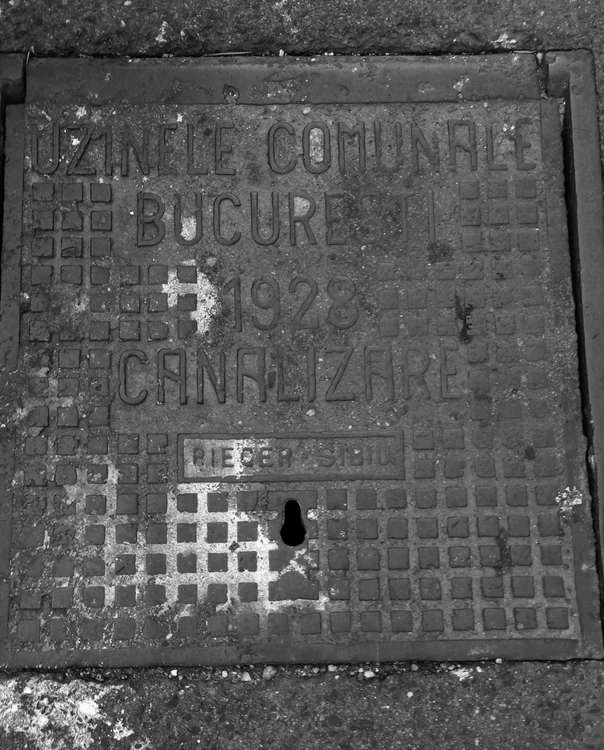 UZINELE COMUNALE
BUCUREȘTI
1928
CANALIZARE
RIEGER SIBIU